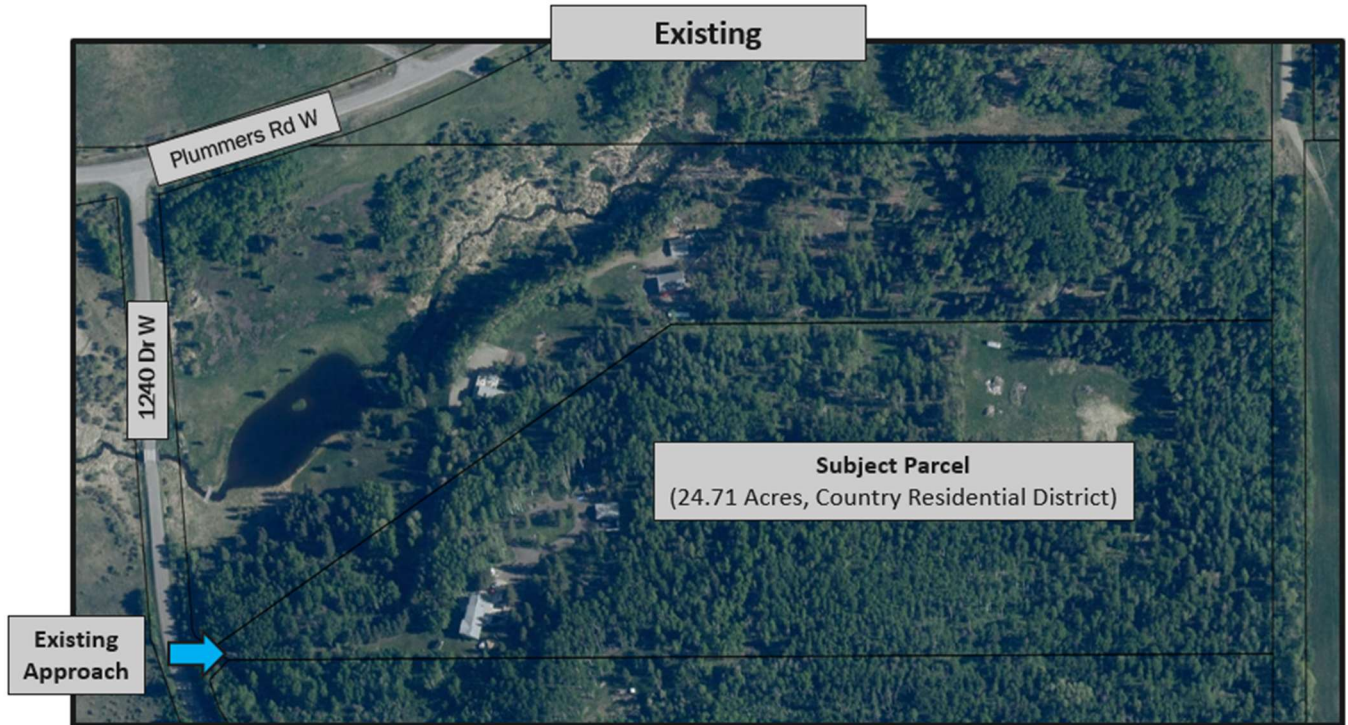 Existing
Plummers Rd W
1240 Dr W
Subject Parcel
(24.71 Acres, Country Residential District)
Existing
Approach